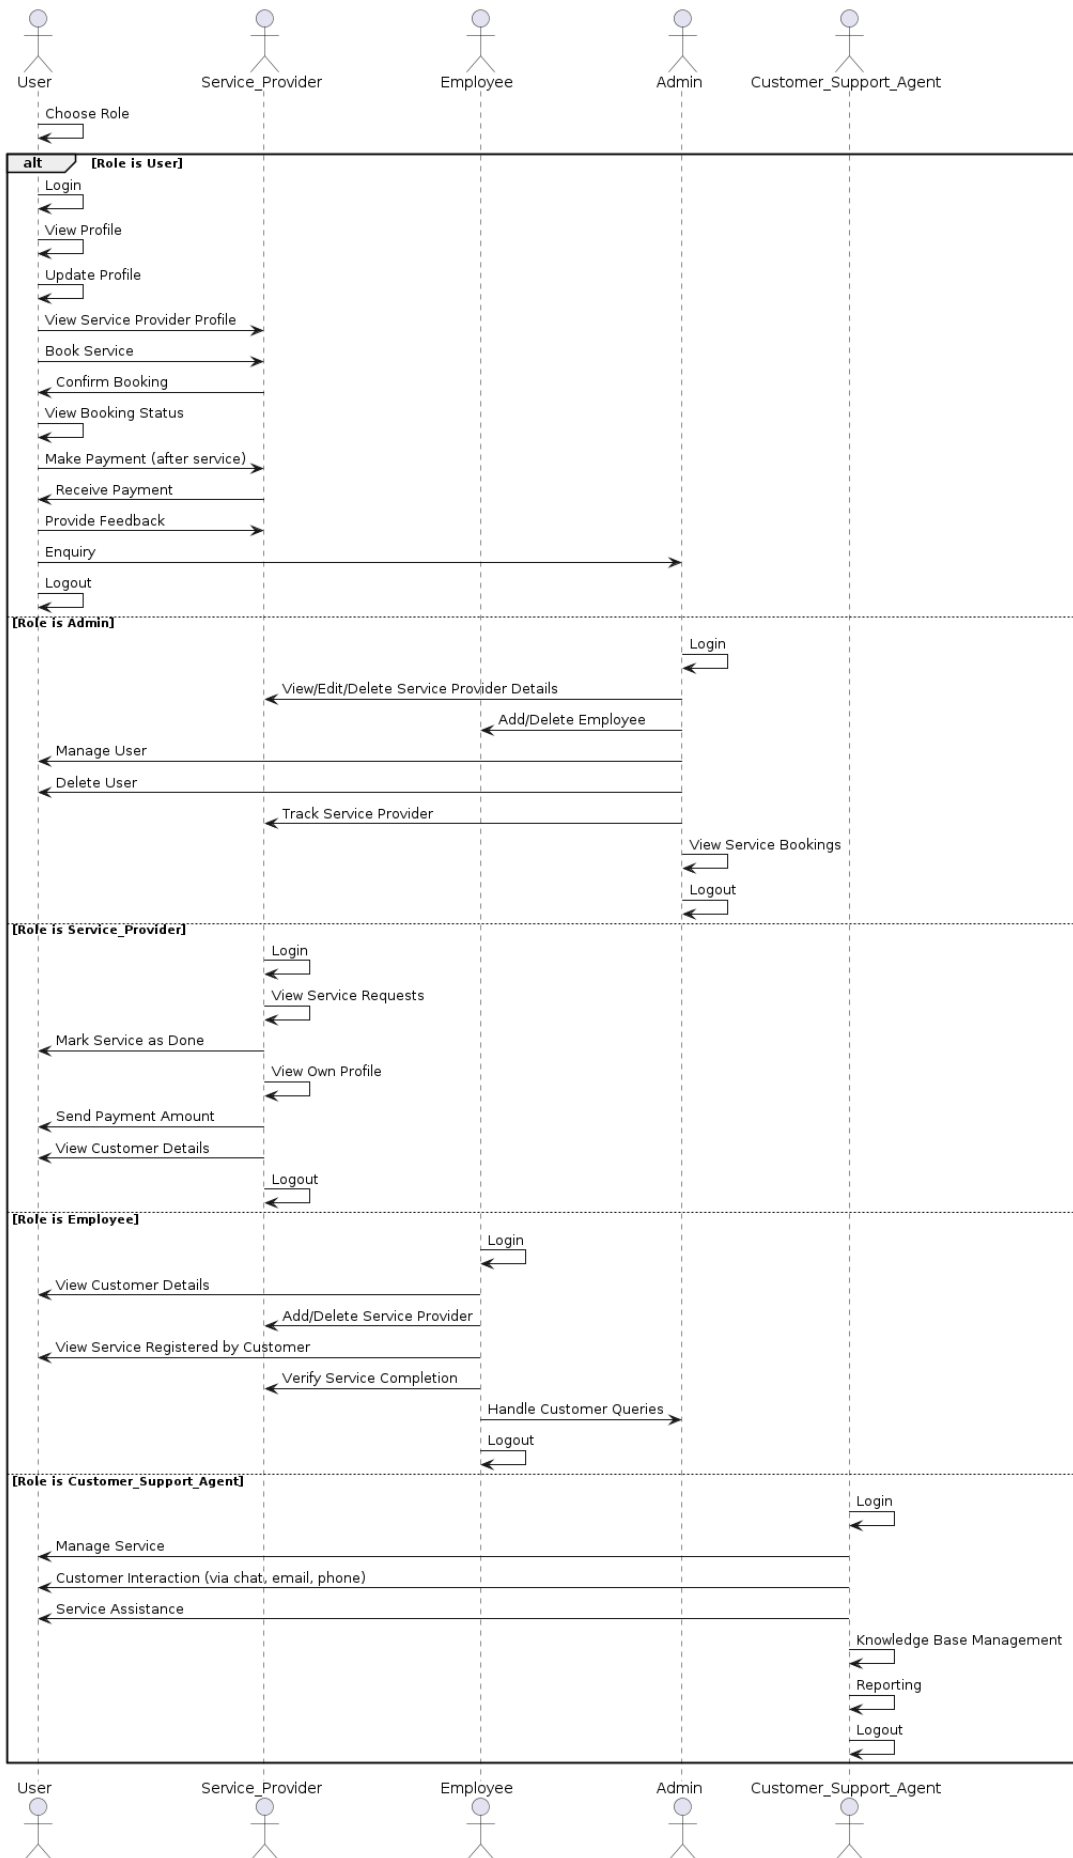 User Service_Provider Employee Admin Customer_Support_Agent
Choose Role
alt [Role is User]
Login
View Profile
Update Profile
View Service Provider Profile
Book Service
Confirm Booking
View Booking Status
Make Payment (after service)
Receive Payment
Provide Feedback
Enquiry
Logout
[Role is Admin]
Login
View/Edit/Delete Service Provider Details
Add/Delete Employee
Manage User
Delete User
Track Service Provider
View Service Bookings
Logout
[Role is Service_Provider]
Login
View Service Requests
Mark Service as Done
View Own Profile
Send Payment Amount
View Customer Details
Logout
[Role is Employee]
Login
View Customer Details
Add/Delete Service Provider
View Service Registered by Customer
Verify Service Completion
Handle Customer Queries
Logout
[Role is Customer_Support_Agent]
Login
Manage Service
Customer Interaction (via chat, email, phone)
Service Assistance
Knowledge Base Management
Reporting
Logout
User Service_Provider Employee Admin Customer_Support_Agent